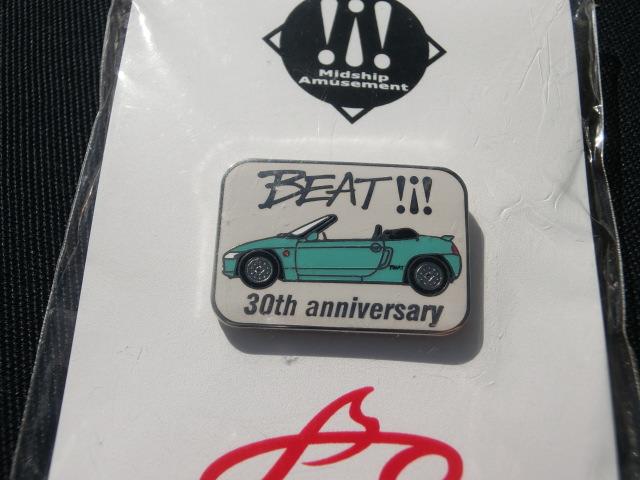 !¡!
Midship
Amusement
BEAT !¡!
30th anniversary